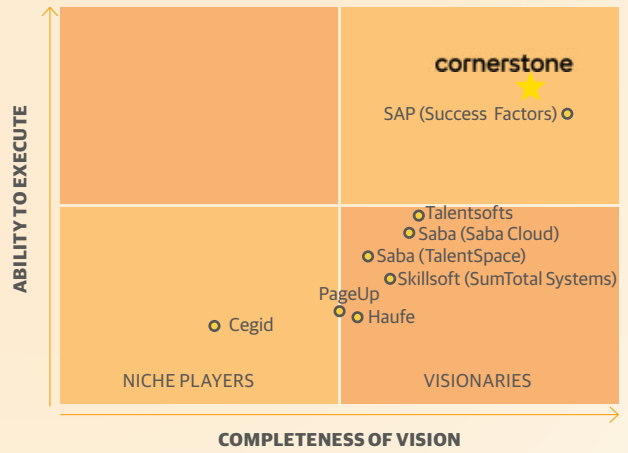 cornerstone
SAP (Success Factors)
ABILITY TO EXECUTE
Talentsofts
Saba (Saba Cloud)
Saba (TalentSpace)
Skillsoft (SumTotal Systems)
PageUp
Haufe
Cegid
NICHE PLAYERS
VISIONARIES
COMPLETENESS OF VISION